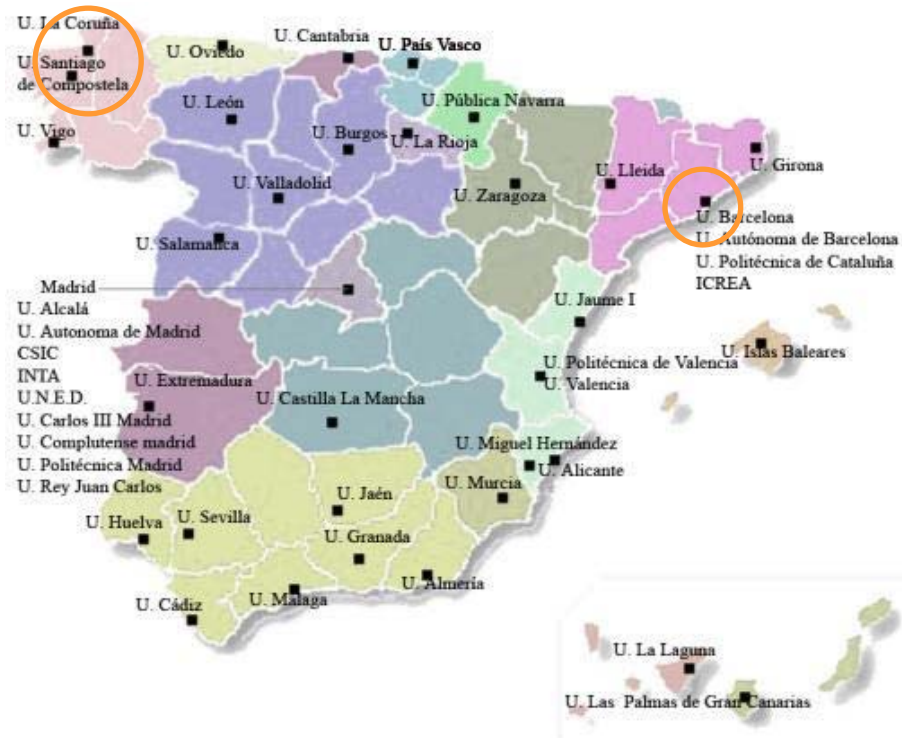 U. La Coruña
U. Santiago
de Compostela
U. Vigo
U. Oviedo
U. Cantabria
U. País Vasco
U. León
U. Burgos
U. La Rioja
U. Pública Navarra
U. Valladolid
U. Zaragoza
U. Lleida
U. Girona
U. Salamanca
U. Barcelona
U. Autónoma de Barcelona
U. Politécnica de Cataluña
ICREA
Madrid
U. Alcalá
U. Autonoma de Madrid
CSIC
INTA
U.N.E.D.
U. Carlos III Madrid
U. Complutense madrid
U. Politécnica Madrid
U. Rey Juan Carlos
U. Extremadura
U. Castilla La Mancha
U. Jaume I
U. Politécnica de Valencia
U. Valencia
U. Islas Baleares
U. Miguel Hernández
U. Alicante
U. Murcia
U. Jaén
U. Huelva
U. Sevilla
U. Granada
U. Almería
U. Cádiz
U. Málaga
U. La Laguna
U. Las Palmas de Gran Canarias